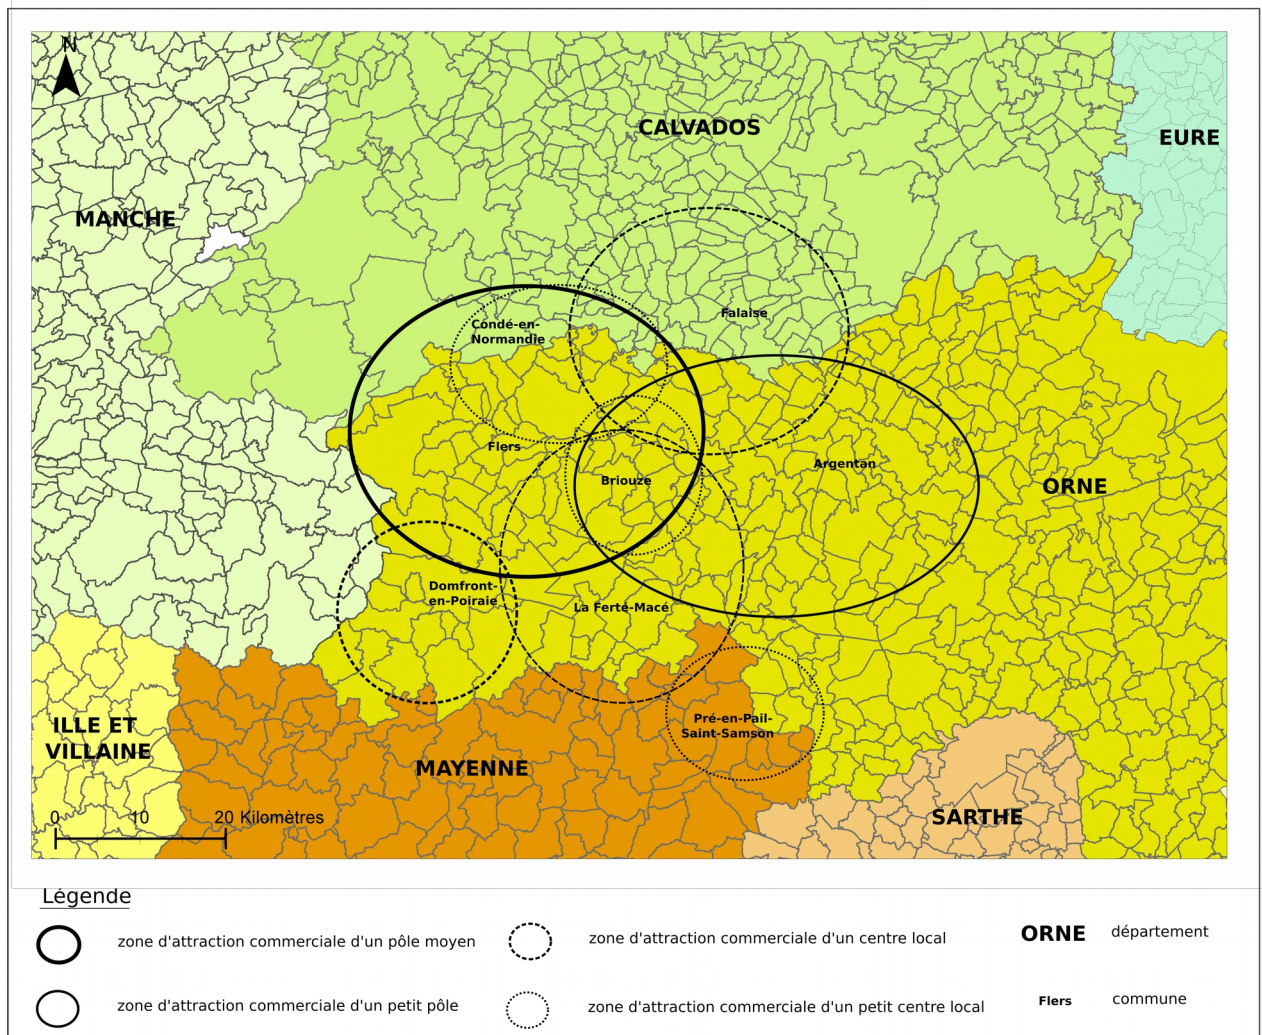 N
CALVADOS
EURE
MANCHE
Falaise
Condé-en-
Normandie
Flers
Argentan
Briouze
ORNE
Domfront-
en-Poiraie
La Ferté-Macé
ILLE ET
VILLAINE
Pré-en-Pail-
Saint-Samson
MAYENNE
SARTHE
0 10 20 Kilomètres
Légende
zone d'attraction commerciale d'un pôle moyen
zone d'attraction commerciale d'un centre local
ORNE département
zone d'attraction commerciale d'un petit pôle
zone d'attraction commerciale d'un petit centre local
Flers commune